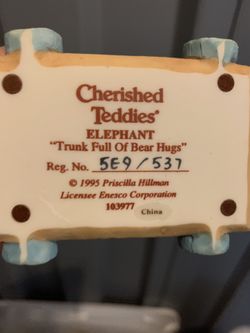 Cherished
Teddies®
ELEPHANT
"Trunk Full Of Bear Hugs"
Reg. No. 5E9/537
© 1995 Priscilla Hillman
Licensee Enesco Corporation
103977
China